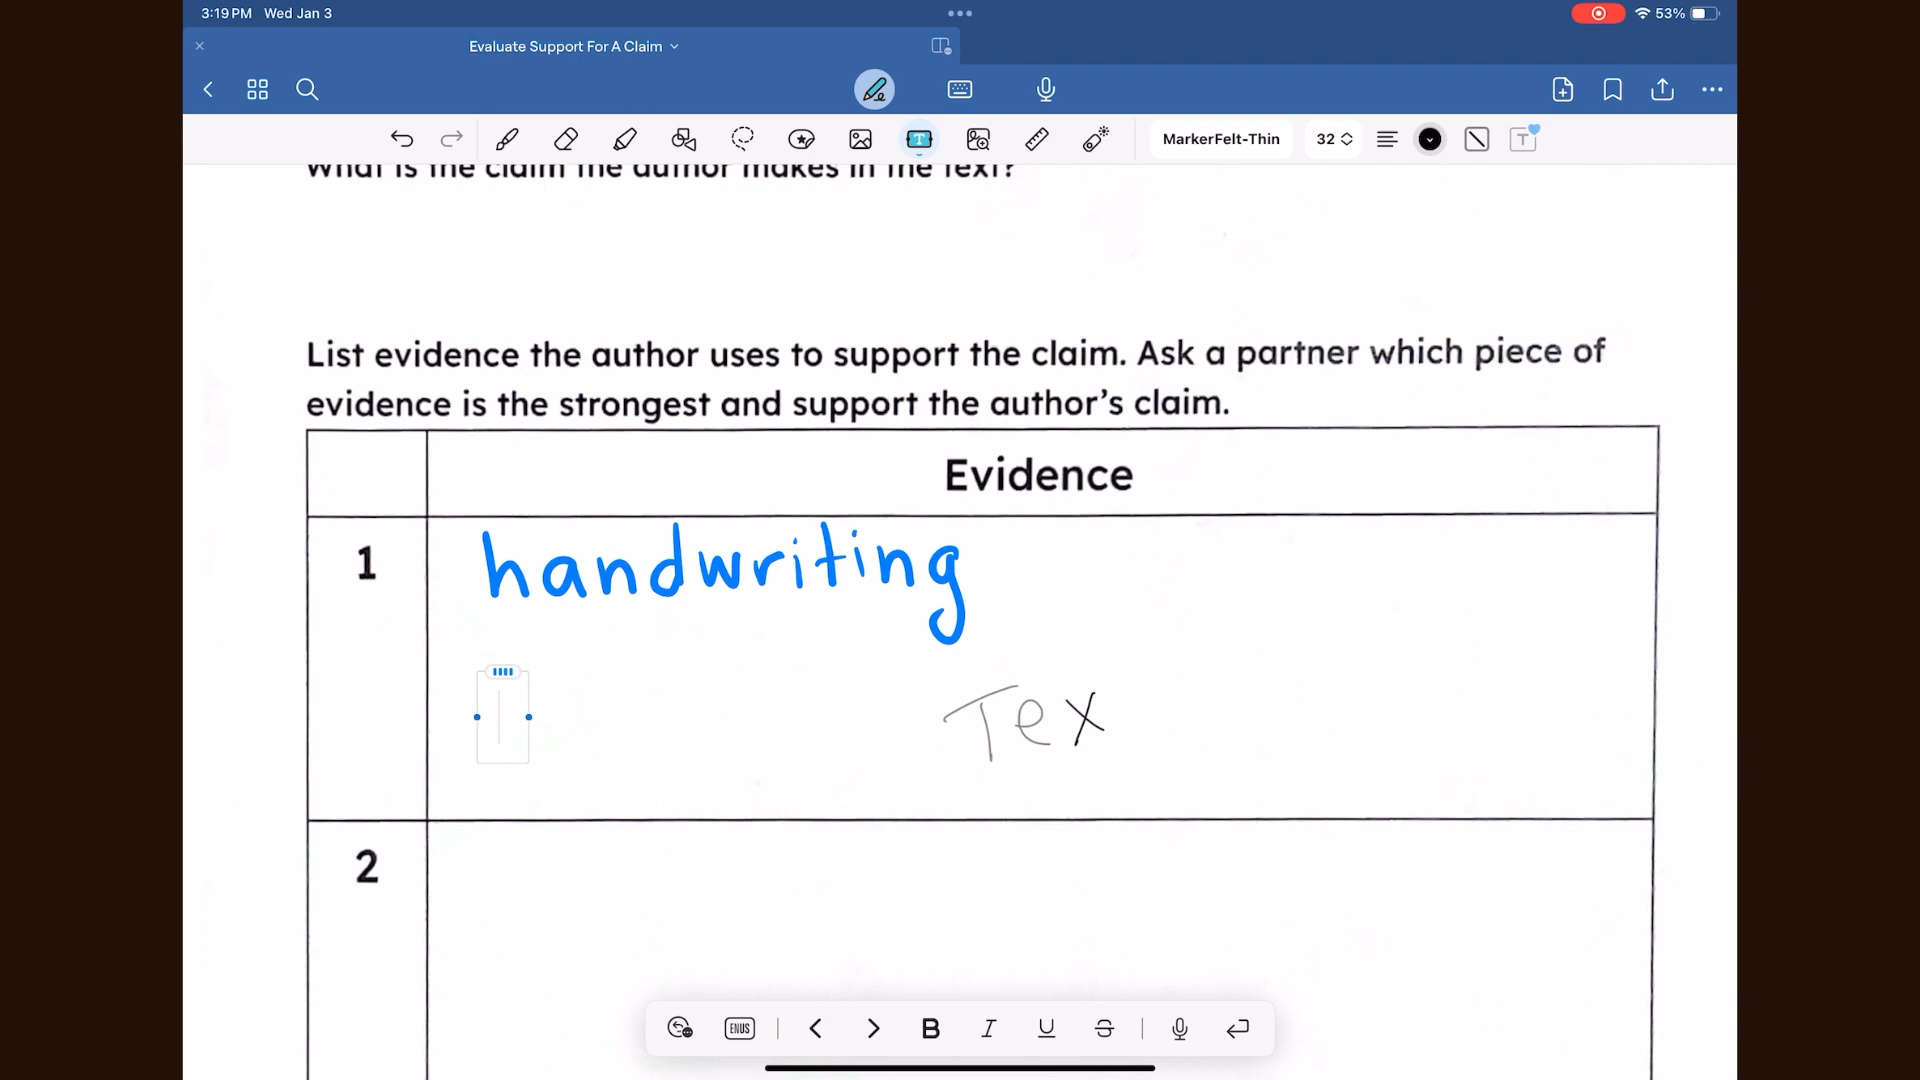 3:19 PM Wed Jan 3
53%
Evaluate Support For A Claim
MarkerFelt-Thin 32
What is the claim the author makes in the text?
List evidence the author uses to support the claim. Ask a partner which piece of
evidence is the strongest and support the author's claim.
Evidence
1
handwriting
Tex
2
ENUS B I U S